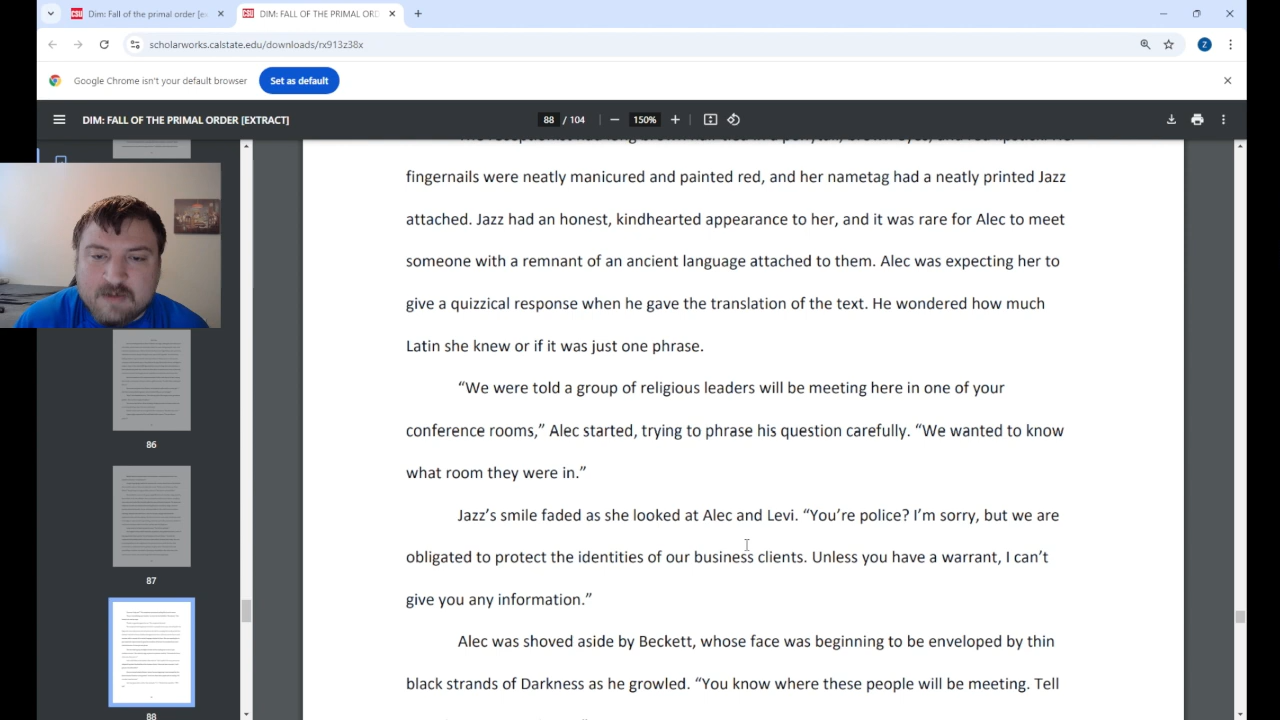 Dim: Fall of the primal order [e
DIM: FALL OF THE PRIMAL ORD
scholarworks.calstate.edu/downloads/rx913z38x
Z
Google Chrome isn't your default browser
Set as default
DIM: FALL OF THE PRIMAL ORDER [EXTRACT]
88 / 104
150%
fingernails were neatly manicured and painted red, and her nametag had a neatly printed Jazz
attached. Jazz had an honest, kindhearted appearance to her, and it was rare for Alec to meet
someone with a remnant of an ancient language attached to them. Alec was expecting her to
give a quizzical response when he gave the translation of the text. He wondered how much
Latin she knew or if it was just one phrase.
“We were told a group of religious leaders will be meeting here in one of your
conference rooms,” Alec started, trying to phrase his question carefully. “We wanted to know
what room they were in.”
Jazz’s smile faded as she looked at Alec and Levi. “You’re police? I’m sorry, but we are
obligated to protect the identities of our business clients. Unless you have a warrant, I can’t
give you any information.”
Alec was shoved aside by Beckett, whose face was beginning to be enveloped by thin
black strands of Darkness as he growled. “You know where these people will be meeting. Tell
86
87
88